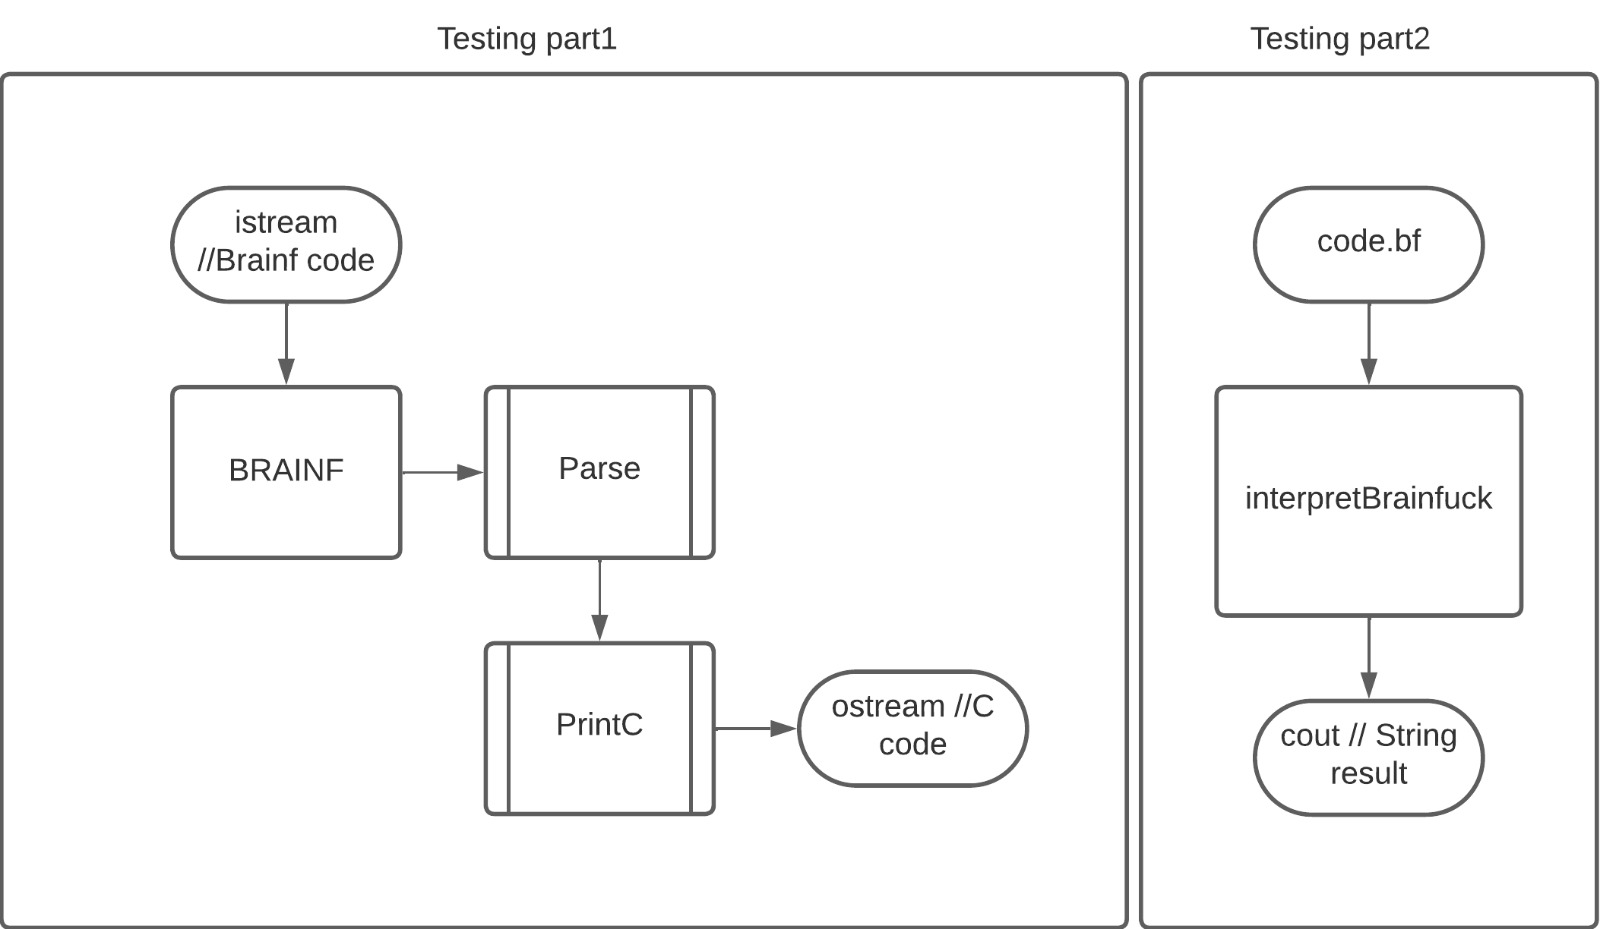 Testing part1
istream
//Brainf code
BRAINF
Parse
PrintC
ostream //C
code
Testing part2
code.bf
interpretBrainfuck
cout // String
result